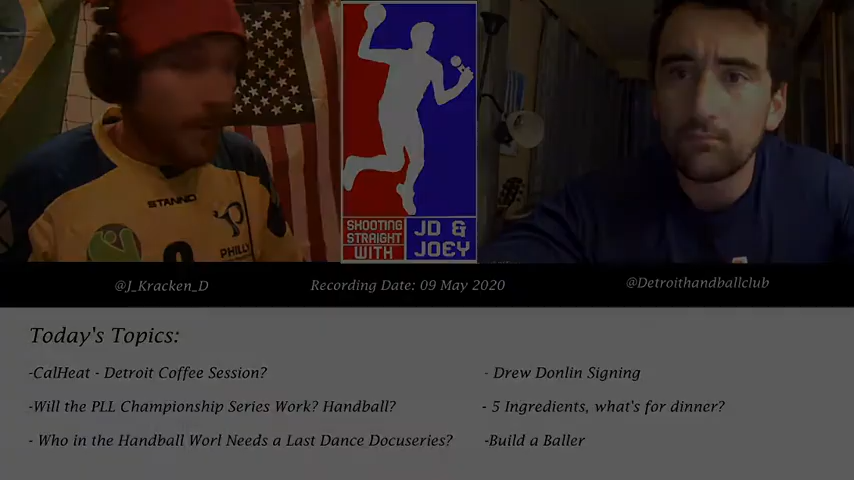 STANNO
PHILLY
SHOOTING
STRAIGHT
WITH
JD &
JOEY
@J_Kracken_D
Recording Date: 09 May 2020
@Detroithandballclub
Today's Topics:
-CalHeat - Detroit Coffee Session?
- Drew Donlin Signing
-Will the PLL Championship Series Work? Handball?
- 5 Ingredients, what's for dinner?
- Who in the Handball Worl Needs a Last Dance Docuseries?
-Build a Baller